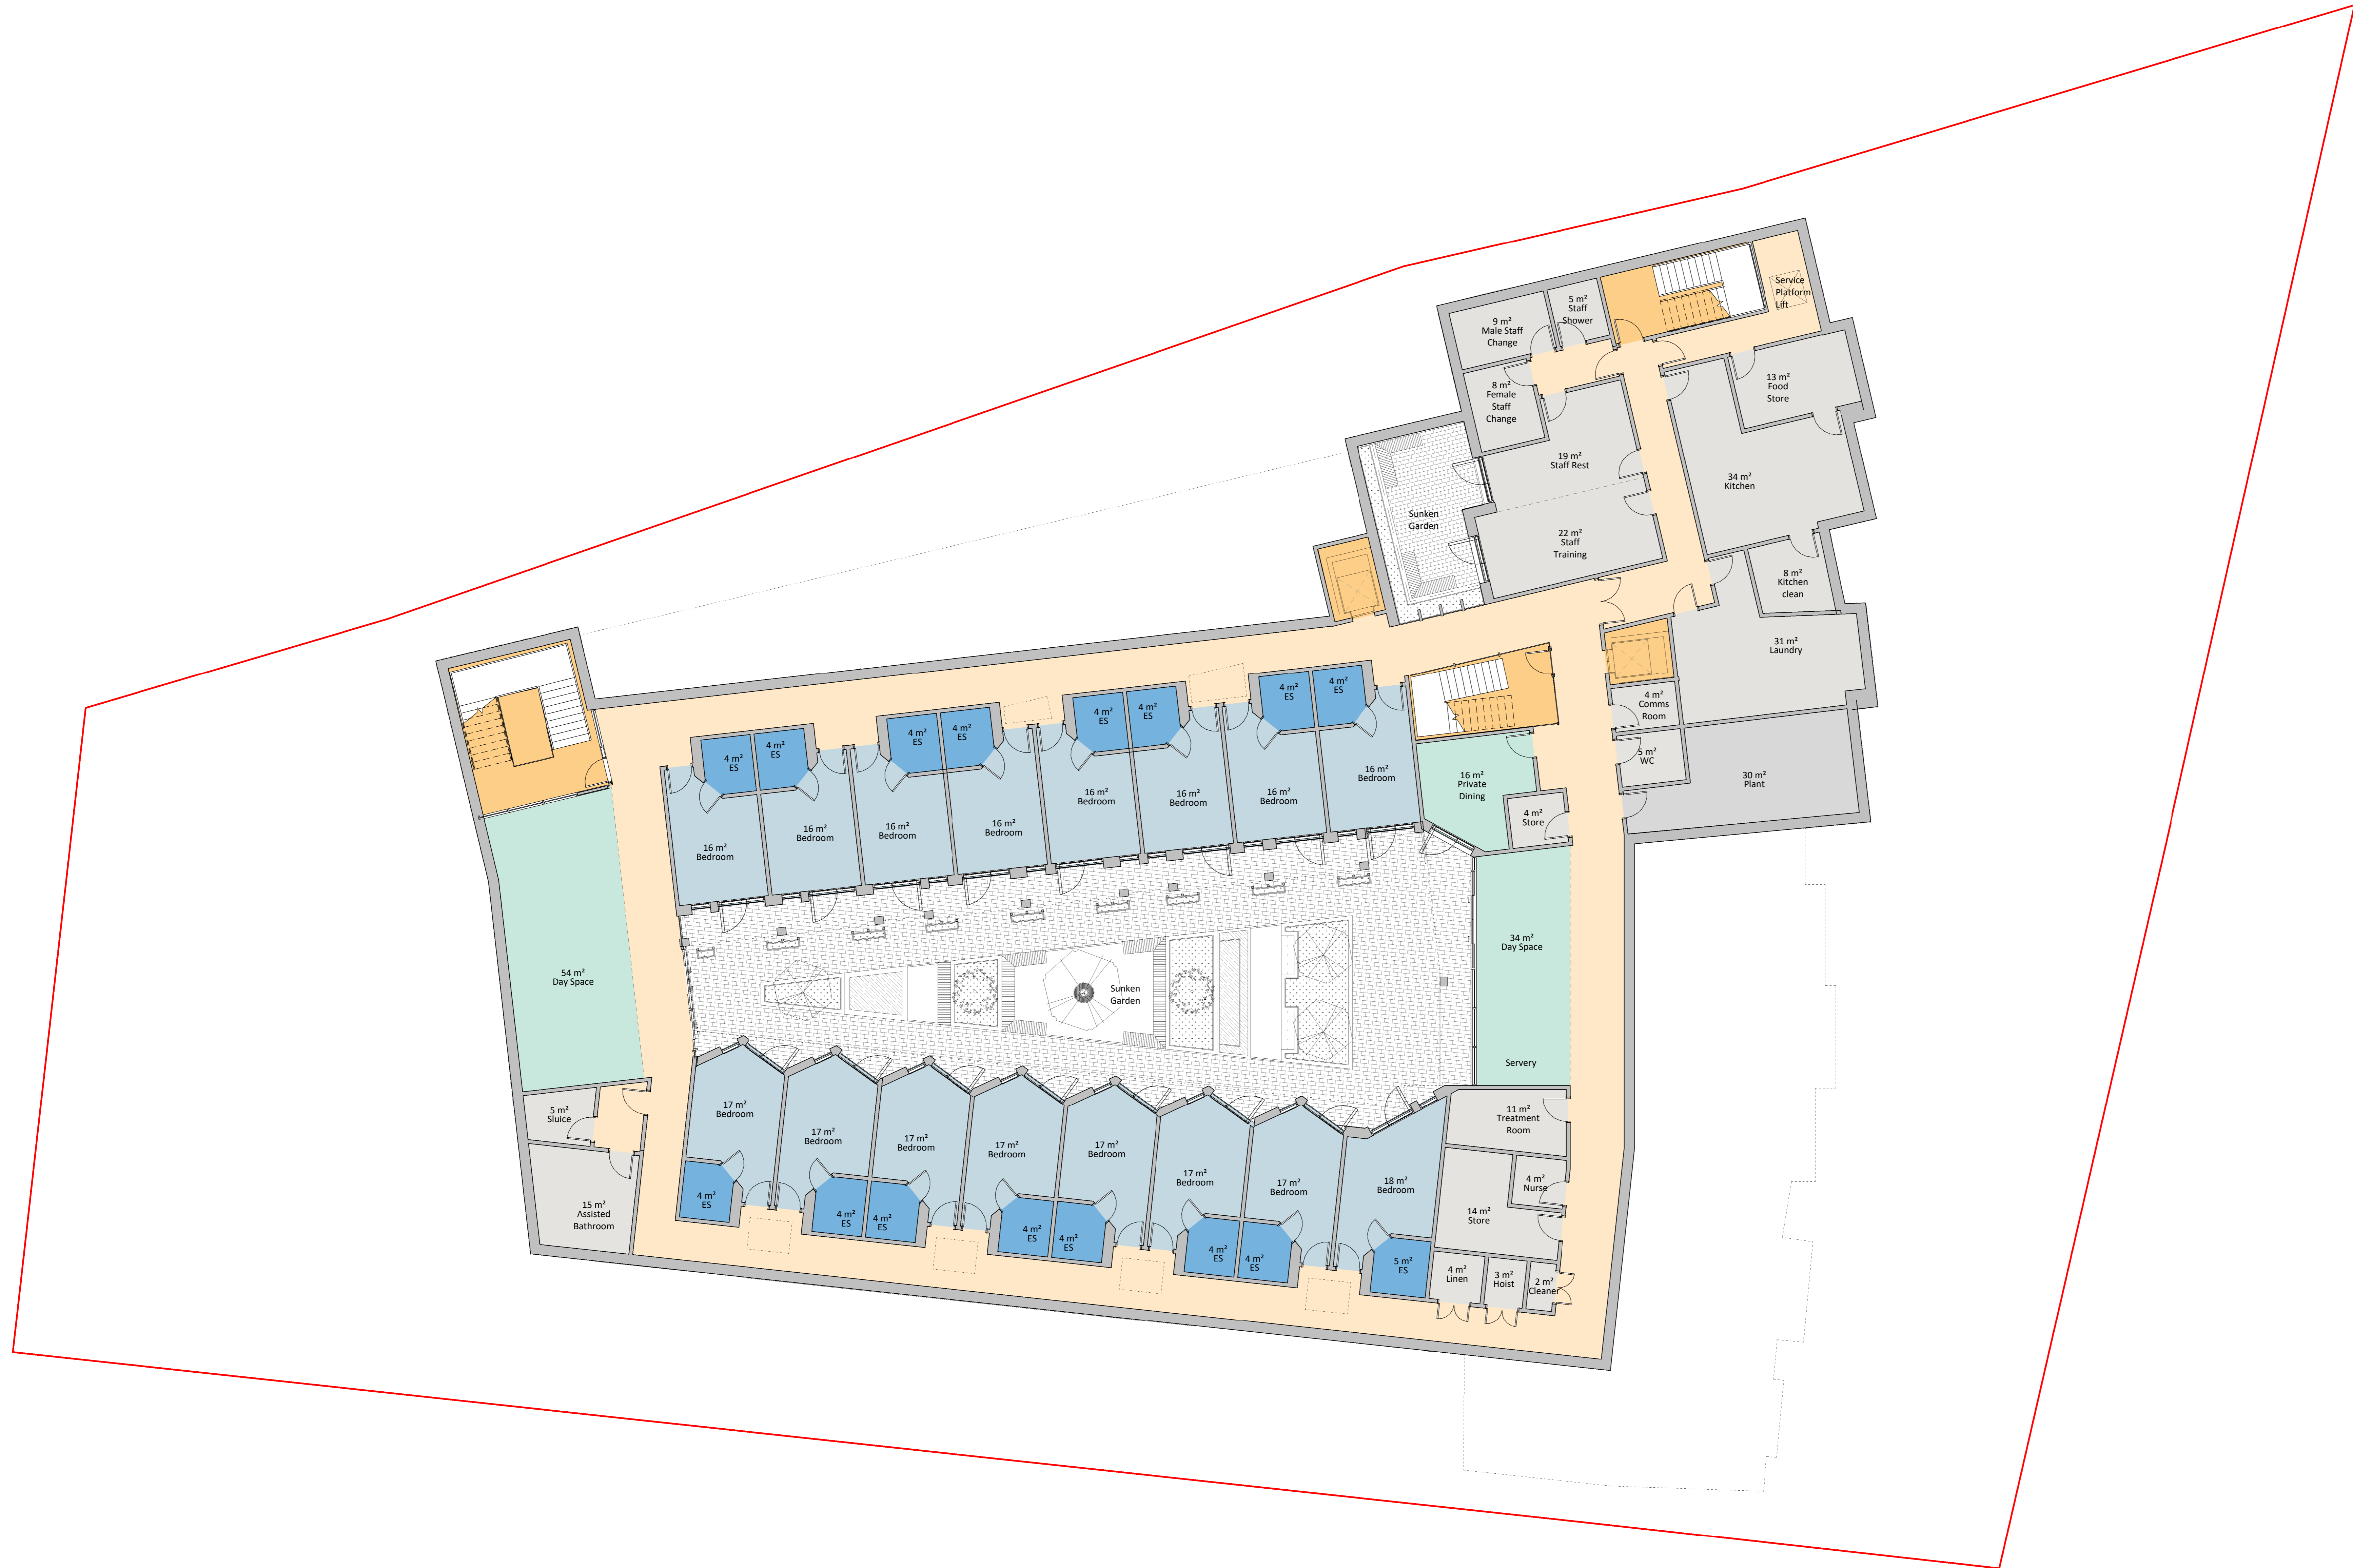 Service
Platform
Lift
5 m²
Staff
Shower
9 m²
Male Staff
Change
8 m²
Female
Staff
Change
13 m²
Food
Store
19 m²
Staff Rest
34 m²
Kitchen
Sunken
Garden
22 m²
Staff
Training
8 m²
Kitchen
clean
31 m²
Laundry
4 m²
Comms
Room
5 m²
WC
30 m²
Plant
4 m²
ES
4 m²
ES
4 m²
ES
4 m²
ES
4 m²
ES
4 m²
ES
4 m²
ES
4 m²
ES
16 m²
Bedroom
16 m²
Bedroom
16 m²
Bedroom
16 m²
Bedroom
16 m²
Bedroom
16 m²
Bedroom
16 m²
Bedroom
16 m²
Bedroom
16 m²
Private
Dining
4 m²
Store
34 m²
Day Space
Servery
54 m²
Day Space
Sunken
Garden
5 m²
Sluice
15 m²
Assisted
Bathroom
17 m²
Bedroom
17 m²
Bedroom
17 m²
Bedroom
17 m²
Bedroom
17 m²
Bedroom
17 m²
Bedroom
17 m²
Bedroom
18 m²
Bedroom
4 m²
ES
4 m²
ES
4 m²
ES
4 m²
ES
4 m²
ES
4 m²
ES
4 m²
ES
5 m²
ES
11 m²
Treatment
Room
4 m²
Nurse
14 m²
Store
4 m²
Linen
3 m²
Hoist
2 m²
Cleaner